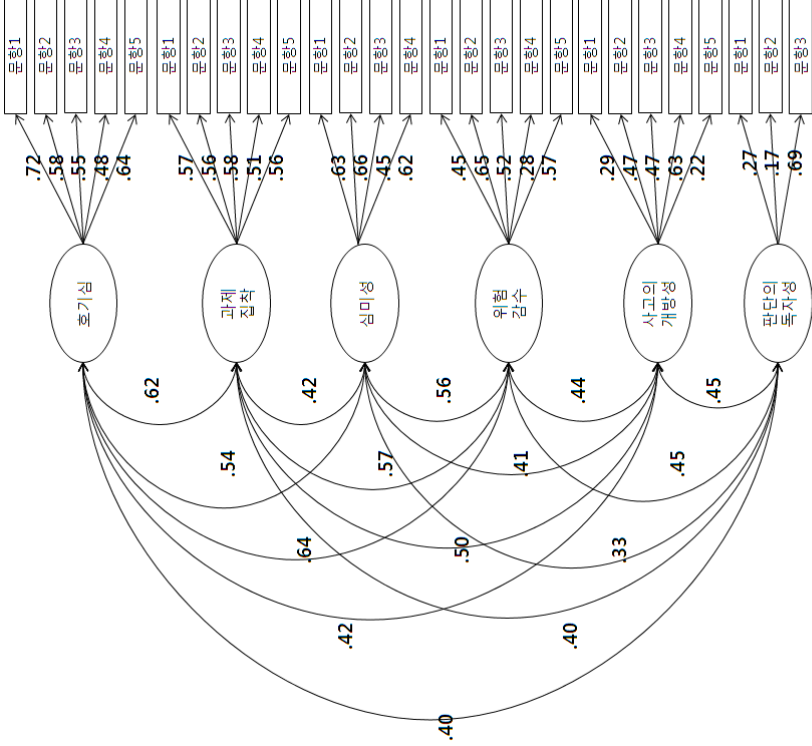 문항1
문항2
문항3
문항4
문항5
문항1
문항2
문항3
문항4
문항5
문항1
문항2
문항3
문항4
문항1
문항2
문항3
문항4
문항5
문항1
문항2
문항3
문항4
문항5
문항1
문항2
문항3
.72
.58
.55
.48
.64
.57
.56
.58
.51
.56
.63
.66
.45
.62
.45
.65
.52
.28
.57
.29
.47
.47
.63
.22
.27
.17
.69
호기심
과제
집착
심미성
위험
감수
사고의
개방성
판단의
독자성
.62
.42
.56
.44
.45
.54
.57
.41
.45
.64
.50
.33
.42
.40
.40